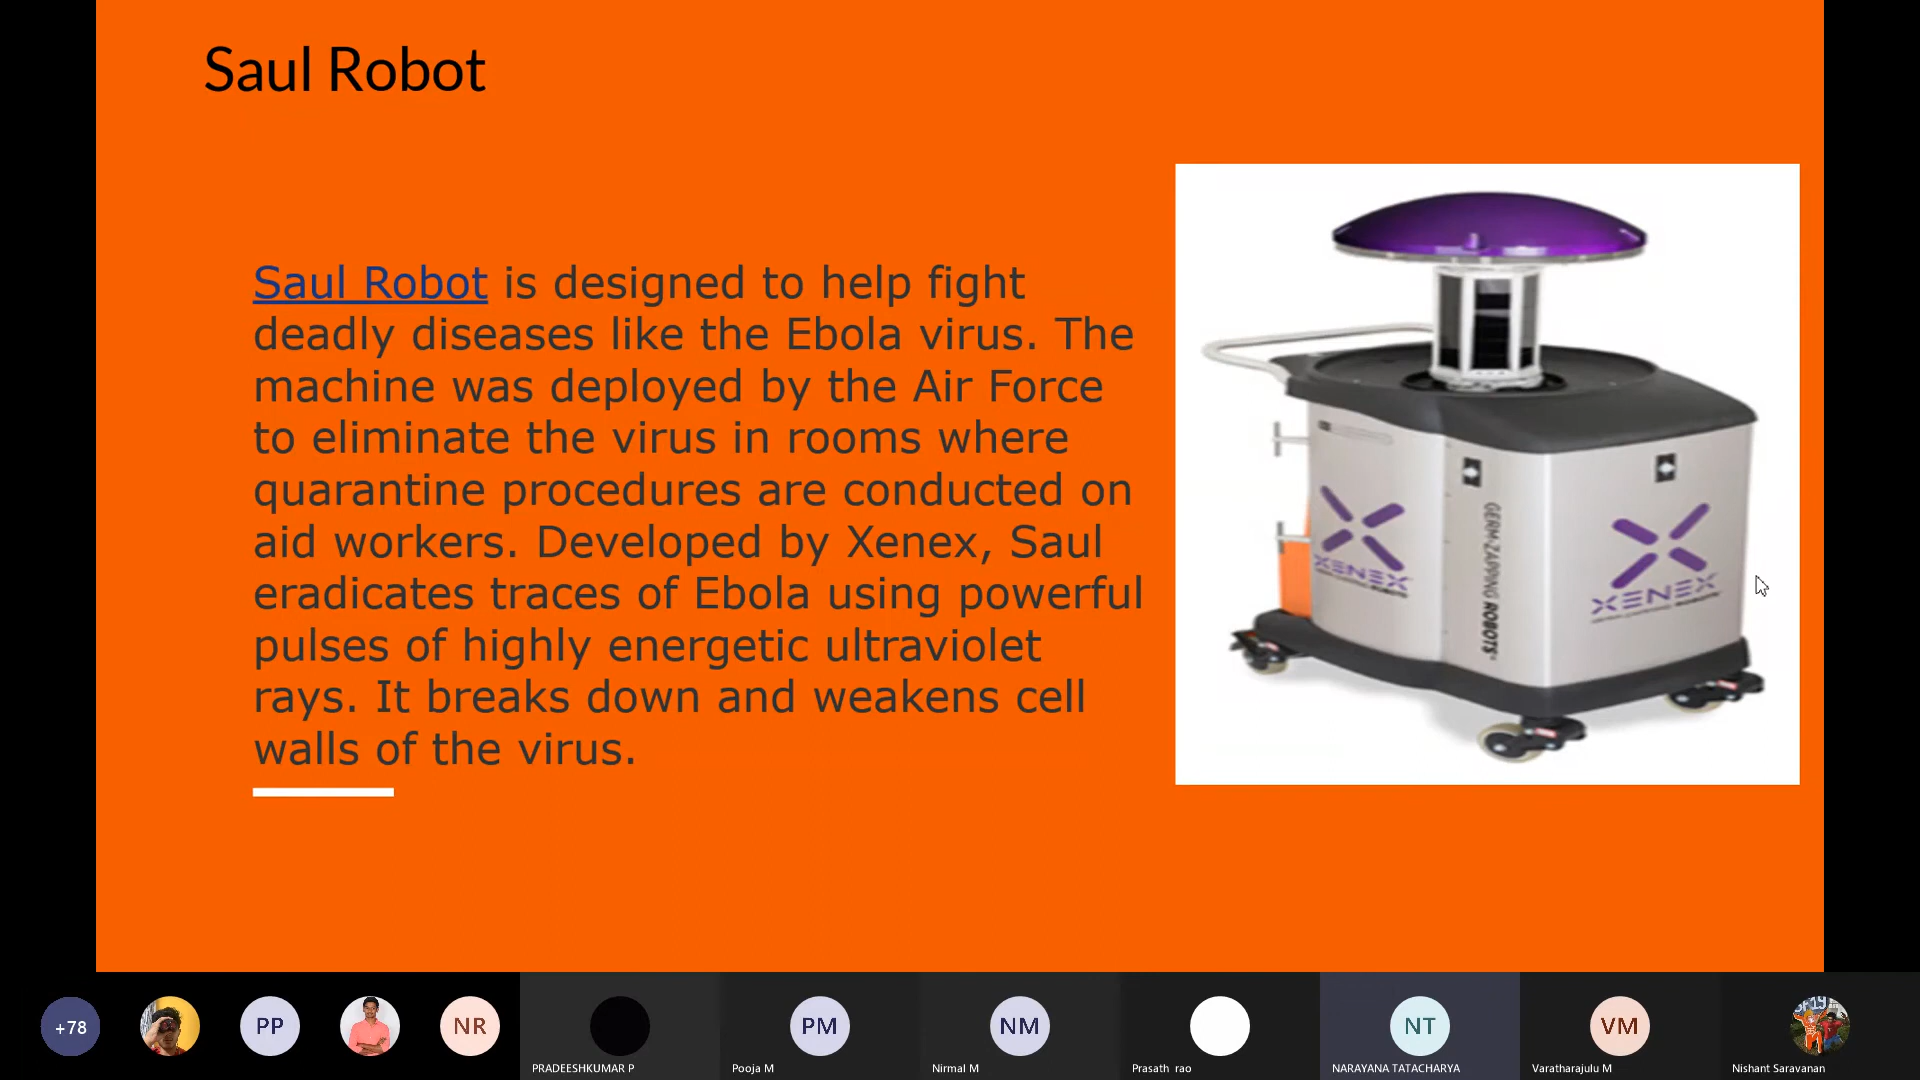 Saul Robot
Saul Robot is designed to help fight
deadly diseases like the Ebola virus. The
machine was deployed by the Air Force
to eliminate the virus in rooms where
quarantine procedures are conducted on
aid workers. Developed by Xenex, Saul
eradicates traces of Ebola using powerful
pulses of highly energetic ultraviolet
rays. It breaks down and weakens cell
walls of the virus.
XENEX
GERM-ZAPPING ROBOTS
XENEX
+78
PP
NR
PRADEESHKUMAR P
PM
Pooja M
NM
Nirmal M
Prasath rao
NT
NARAYANA TATACHARYA
VM
Varatharajulu M
Nishant Saravanan